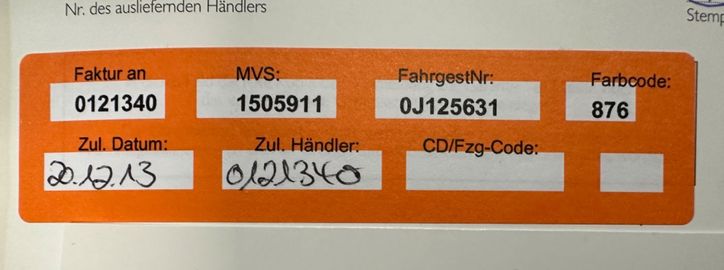 Nr. des ausliefernden Händlers
Stemp
Faktur an MVS: FahrgestNr: Farbcode:
0121340 1505911 0J125631 876
Zul. Datum: Zul. Händler: CD/Fzg-Code:
20.12.13 0121340